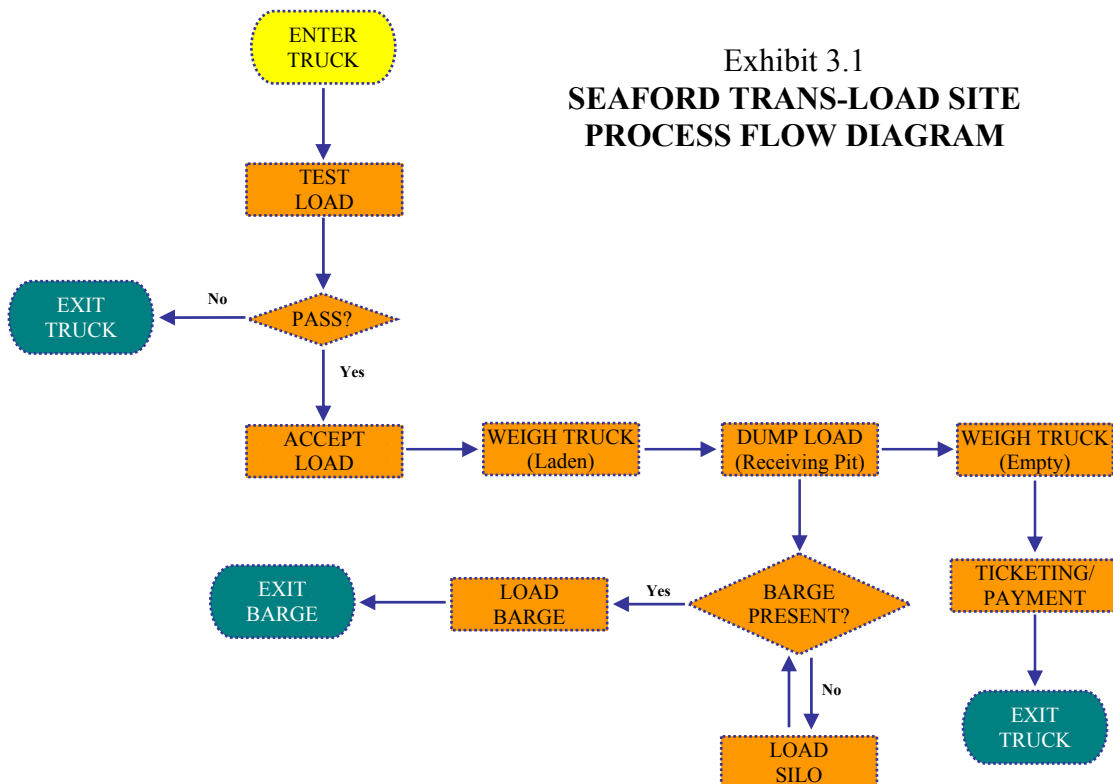 Exhibit 3.1
SEAFORD TRANS-LOAD SITE
PROCESS FLOW DIAGRAM
ENTER
TRUCK
TEST
LOAD
PASS?
No
EXIT
TRUCK
Yes
ACCEPT
LOAD
WEIGH TRUCK
(Laden)
DUMP LOAD
(Receiving Pit)
WEIGH TRUCK
(Empty)
BARGE
PRESENT?
Yes
LOAD
BARGE
EXIT
BARGE
No
LOAD
SILO
TICKETING/
PAYMENT
EXIT
TRUCK